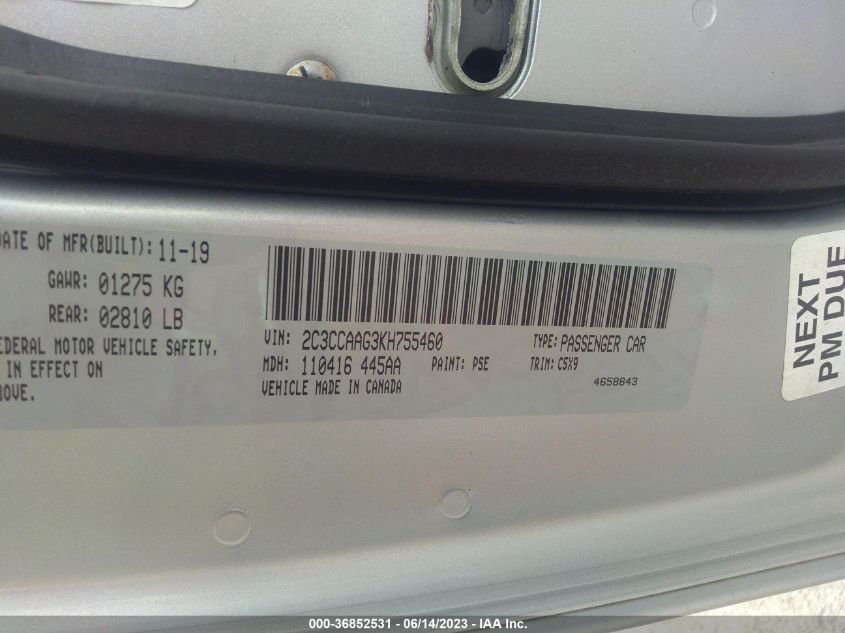 DATE OF MFR(BUILT): 11-19
GAWR: 01275 KG
REAR: 02810 LB
FEDERAL MOTOR VEHICLE SAFETY,
IN EFFECT ON
ABOVE.
VIN: 2C3CCAAG3KH755460
TYPE: PASSENGER CAR
MDH: 110416 445AA
PAINT: PSE
TRIM: C5X9
VEHICLE MADE IN CANADA
4658843
NEXT
PM DUE
000-36852531 - 06/14/2023 - IAA Inc.